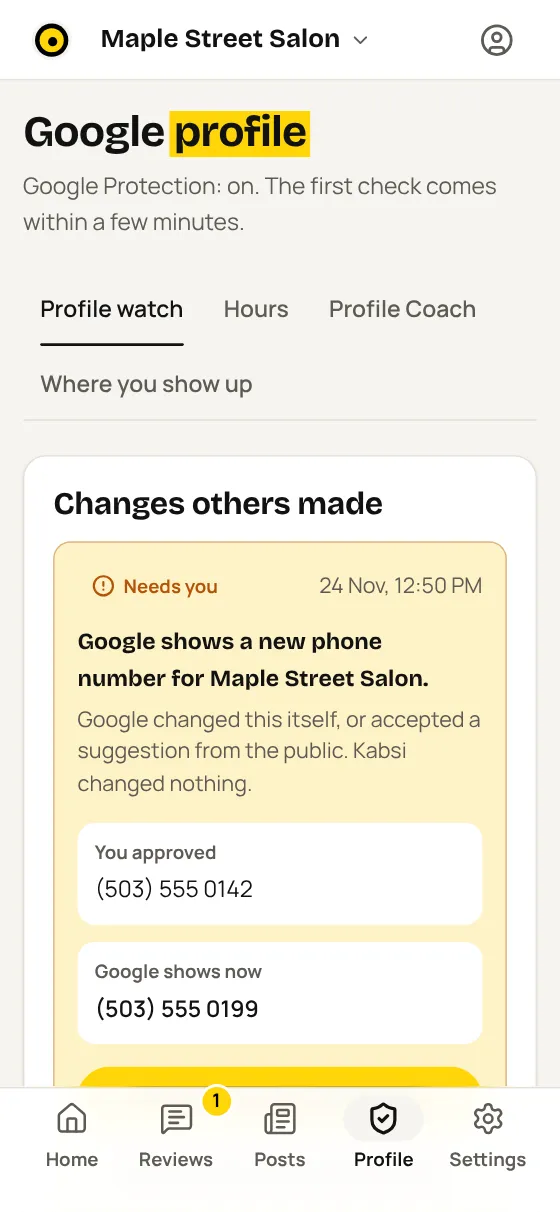 Maple Street Salon
Google profile
Google Protection: on. The first check comes
within a few minutes.
Profile watch
Hours
Profile Coach
Where you show up
Changes others made
Needs you
24 Nov, 12:50 PM
Google shows a new phone
number for Maple Street Salon.
Google changed this itself, or accepted a
suggestion from the public. Kabsi
changed nothing.
You approved
(503) 555 0142
Google shows now
(503) 555 0199
1
Home
Reviews
Posts
Profile
Settings